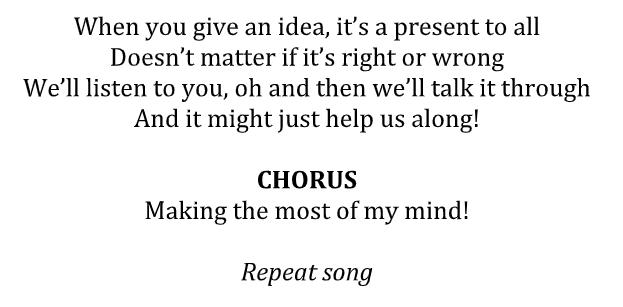 When you give an idea, it’s a present to all
Doesn’t matter if it’s right or wrong
We’ll listen to you, oh and then we’ll talk it through
And it might just help us along!
CHORUS
Making the most of my mind!
Repeat song